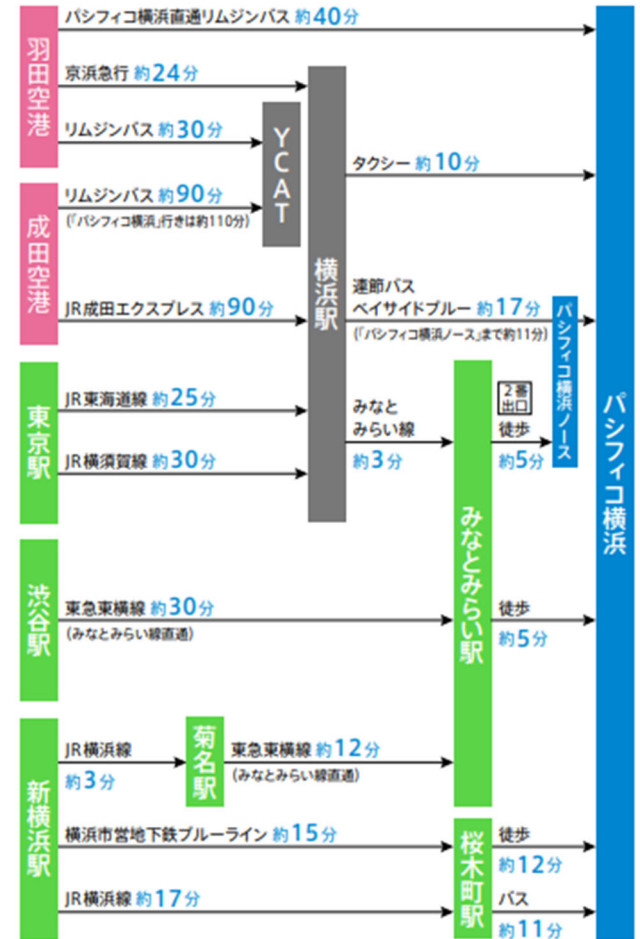 羽田空港
パシフィコ横浜直通リムジンバス 約40分
京浜急行 約24分
リムジンバス 約30分
YCAT
成田空港
リムジンバス 約90分
(「パシフィコ横浜」行きは約110分)
JR成田エクスプレス 約90分
横浜駅
タクシー 約10分
連節バス
ベイサイドブルー 約17分
(「パシフィコ横浜ノース」まで約11分)
パシフィコ横浜ノース
東京駅
JR東海道線 約25分
JR横須賀線 約30分
みなと
みらい線
約3分
2番
出口
徒歩
約5分
みなとみらい駅
パシフィコ横浜
渋谷駅
東急東横線 約30分
(みなとみらい線直通)
徒歩
約5分
新横浜駅
JR横浜線
約3分
菊名駅
東急東横線 約12分
(みなとみらい線直通)
横浜市営地下鉄ブルーライン 約15分
JR横浜線 約17分
桜木町駅
徒歩
約12分
バス
約11分